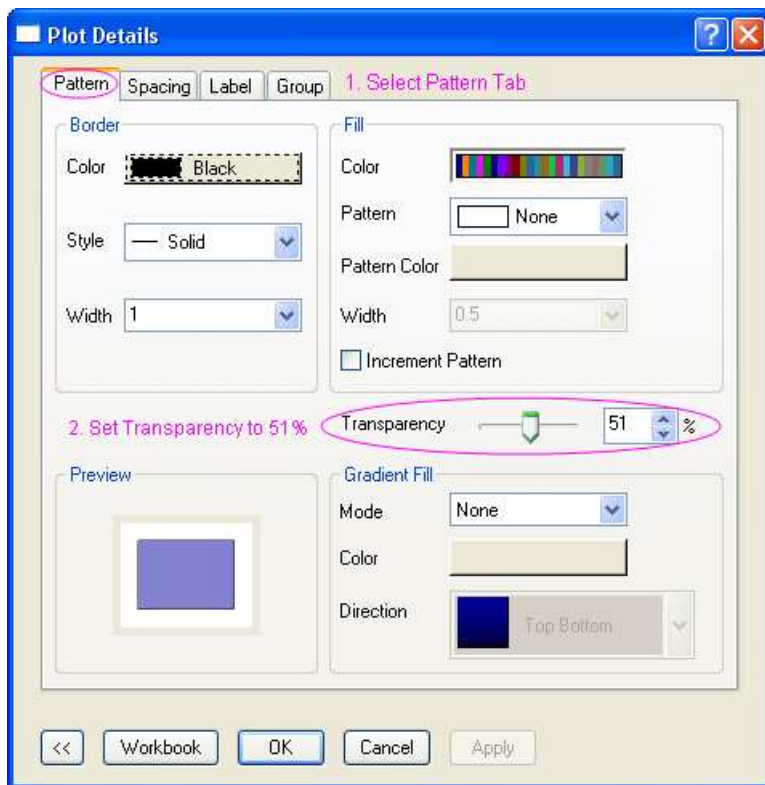 Plot Details
Pattern Spacing Label Group 1. Select Pattern Tab
Border
Color Black
Style Solid
Width 1
Fill
Color
Pattern None
Pattern Color
Width 0.5
Increment Pattern
2. Set Transparency to 51% Transparency 51 %
Preview
Gradient Fill
Mode None
Color
Direction Top Bottom
<< Workbook OK Cancel Apply